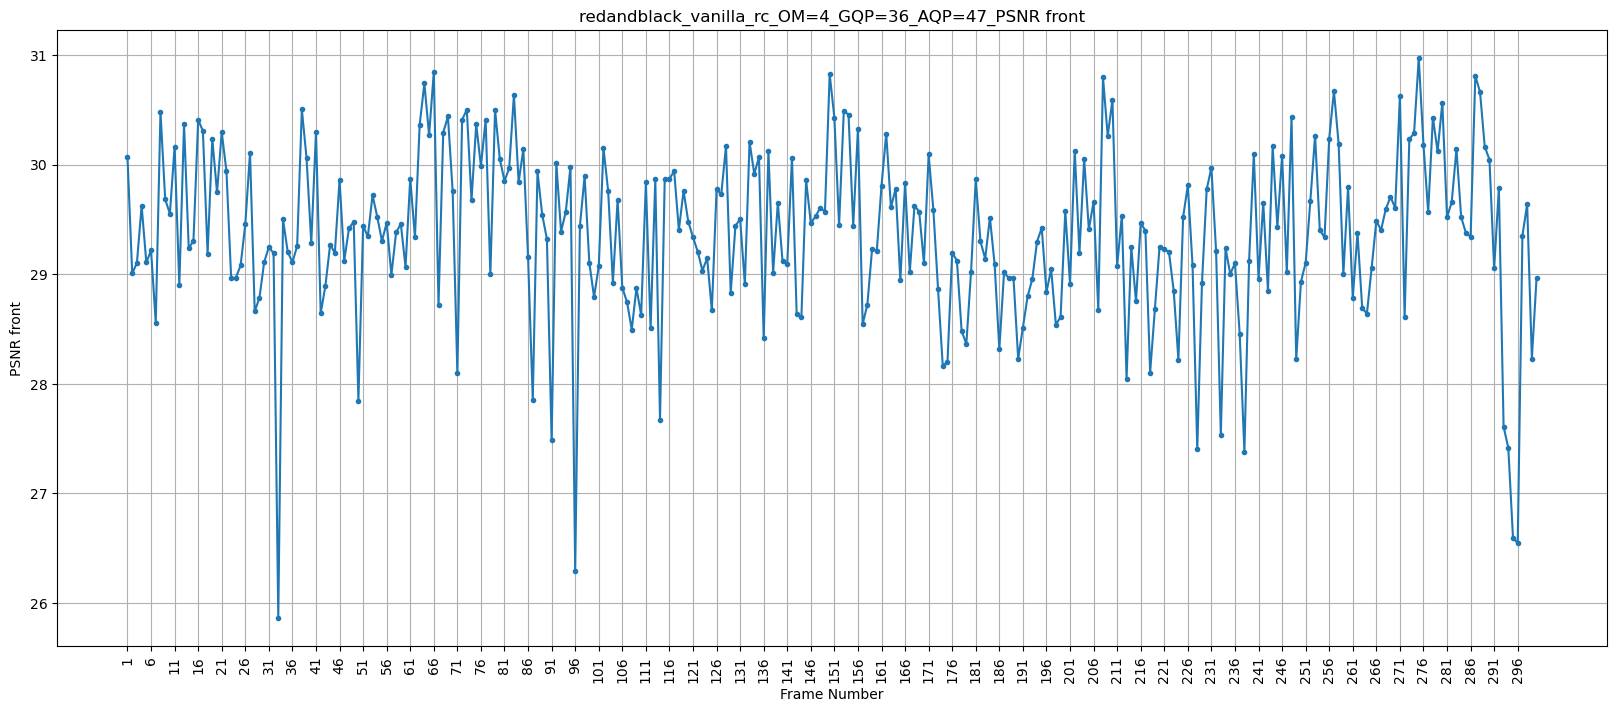 redandblack_vanilla_rc_OM=4_GQP=36_AQP=47_PSNR front
31
30
29
28
27
26
PSNR front
1 6 11 16 21 26 31 36 41 46 51 56 61 66 71 76 81 86 91 96 101 106 111 116 121 126 131 136 141 146 151 156 161 166 171 176 181 186 191 196 201 206 211 216 221 226 231 236 241 246 251 256 261 266 271 276 281 286 291 296
Frame Number